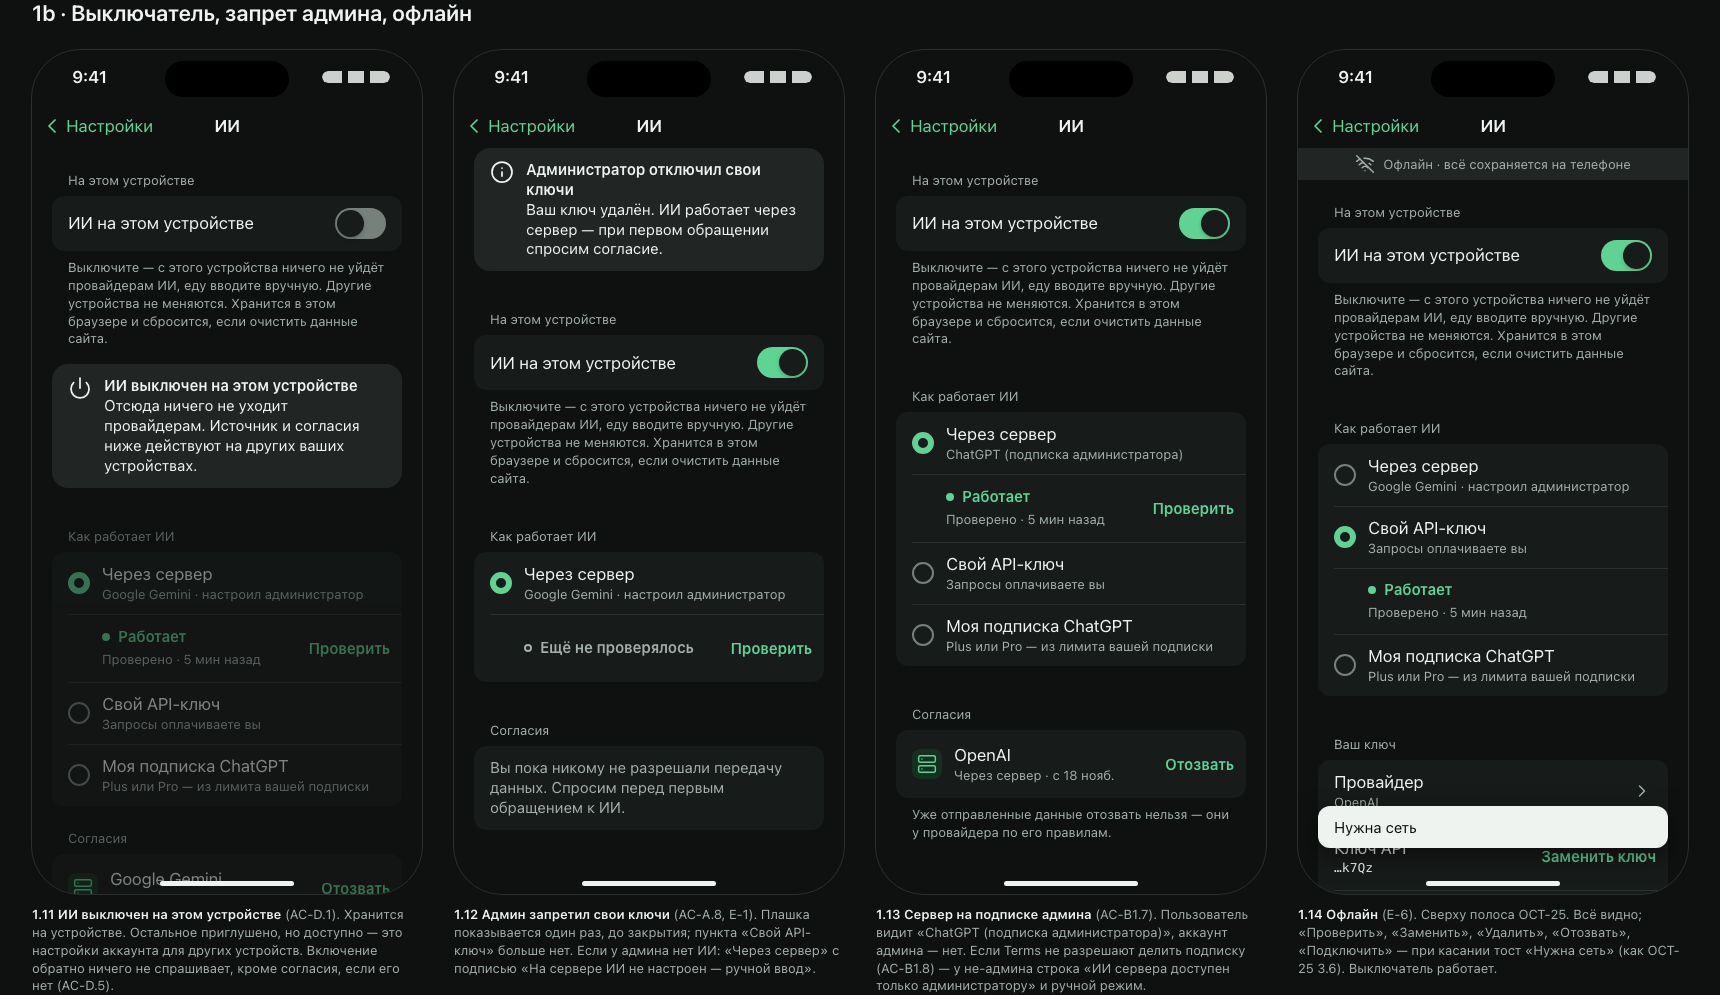 1b · Выключатель, запрет админа, офлайн
9:41
Настройки
ИИ
На этом устройстве
ИИ на этом устройстве
Выключите — с этого устройства ничего не уйдёт
провайдерам ИИ, еду вводите вручную. Другие
устройства не меняются. Хранится в этом
браузере и сбросится, если очистить данные
сайта.
ИИ выключен на этом устройстве
Отсюда ничего не уходит
провайдерам. Источник и согласия
ниже действуют на других ваших
устройствах.
Как работает ИИ
Через сервер
Google Gemini · настроил администратор
Работает
Проверено · 5 мин назад
Проверить
Свой API-ключ
Запросы оплачиваете вы
Моя подписка ChatGPT
Plus или Pro — из лимита вашей подписки
Согласия
Google Gemini
Отозвать
1.11 ИИ выключен на этом устройстве (AC-D.1). Хранится
на устройстве. Остальное приглушено, но доступно — это
настройки аккаунта для других устройств. Включение
обратно ничего не спрашивает, кроме согласия, если его
нет (AC-D.5).
9:41
Настройки
ИИ
Администратор отключил свои
ключи
Ваш ключ удалён. ИИ работает через
сервер — при первом обращении
спросим согласие.
На этом устройстве
ИИ на этом устройстве
Выключите — с этого устройства ничего не уйдёт
провайдерам ИИ, еду вводите вручную. Другие
устройства не меняются. Хранится в этом
браузере и сбросится, если очистить данные
сайта.
Как работает ИИ
Через сервер
Google Gemini · настроил администратор
Ещё не проверялось
Проверить
Согласия
Вы пока никому не разрешали передачу
данных. Спросим перед первым
обращением к ИИ.
1.12 Админ запретил свои ключи (AC-A.8, E-1). Плашка
показывается один раз, до закрытия; пункта «Свой API-
ключ» больше нет. Если у админа нет ИИ: «Через сервер» с
подписью «На сервере ИИ не настроен — ручной ввод».
9:41
Настройки
ИИ
На этом устройстве
ИИ на этом устройстве
Выключите — с этого устройства ничего не уйдёт
провайдерам ИИ, еду вводите вручную. Другие
устройства не меняются. Хранится в этом
браузере и сбросится, если очистить данные
сайта.
Как работает ИИ
Через сервер
ChatGPT (подписка администратора)
Работает
Проверено · 5 мин назад
Проверить
Свой API-ключ
Запросы оплачиваете вы
Моя подписка ChatGPT
Plus или Pro — из лимита вашей подписки
Согласия
OpenAI
Через сервер · с 18 нояб.
Отозвать
Уже отправленные данные отозвать нельзя — они
у провайдера по его правилам.
1.13 Сервер на подписке админа (AC-B1.7). Пользователь
видит «ChatGPT (подписка администратора)», аккаунт
админа — нет. Если Terms не разрешают делить подписку
(AC-B1.8) — у не-админа строка «ИИ сервера доступен
только администратору» и ручной режим.
9:41
Настройки
ИИ
Офлайн · всё сохраняется на телефоне
На этом устройстве
ИИ на этом устройстве
Выключите — с этого устройства ничего не уйдёт
провайдерам ИИ, еду вводите вручную. Другие
устройства не меняются. Хранится в этом
браузере и сбросится, если очистить данные
сайта.
Как работает ИИ
Через сервер
Google Gemini · настроил администратор
Свой API-ключ
Запросы оплачиваете вы
Работает
Проверено · 5 мин назад
Моя подписка ChatGPT
Plus или Pro — из лимита вашей подписки
Ваш ключ
Провайдер
OpenAI
Нужна сеть
Ключ API
…k7Qz
Заменить ключ
1.14 Офлайн (E-6). Сверху полоса OCT-25. Всё видно;
«Проверить», «Заменить», «Удалить», «Отозвать»,
«Подключить» — при касании тост «Нужна сеть» (как OCT-
25 3.6). Выключатель работает.